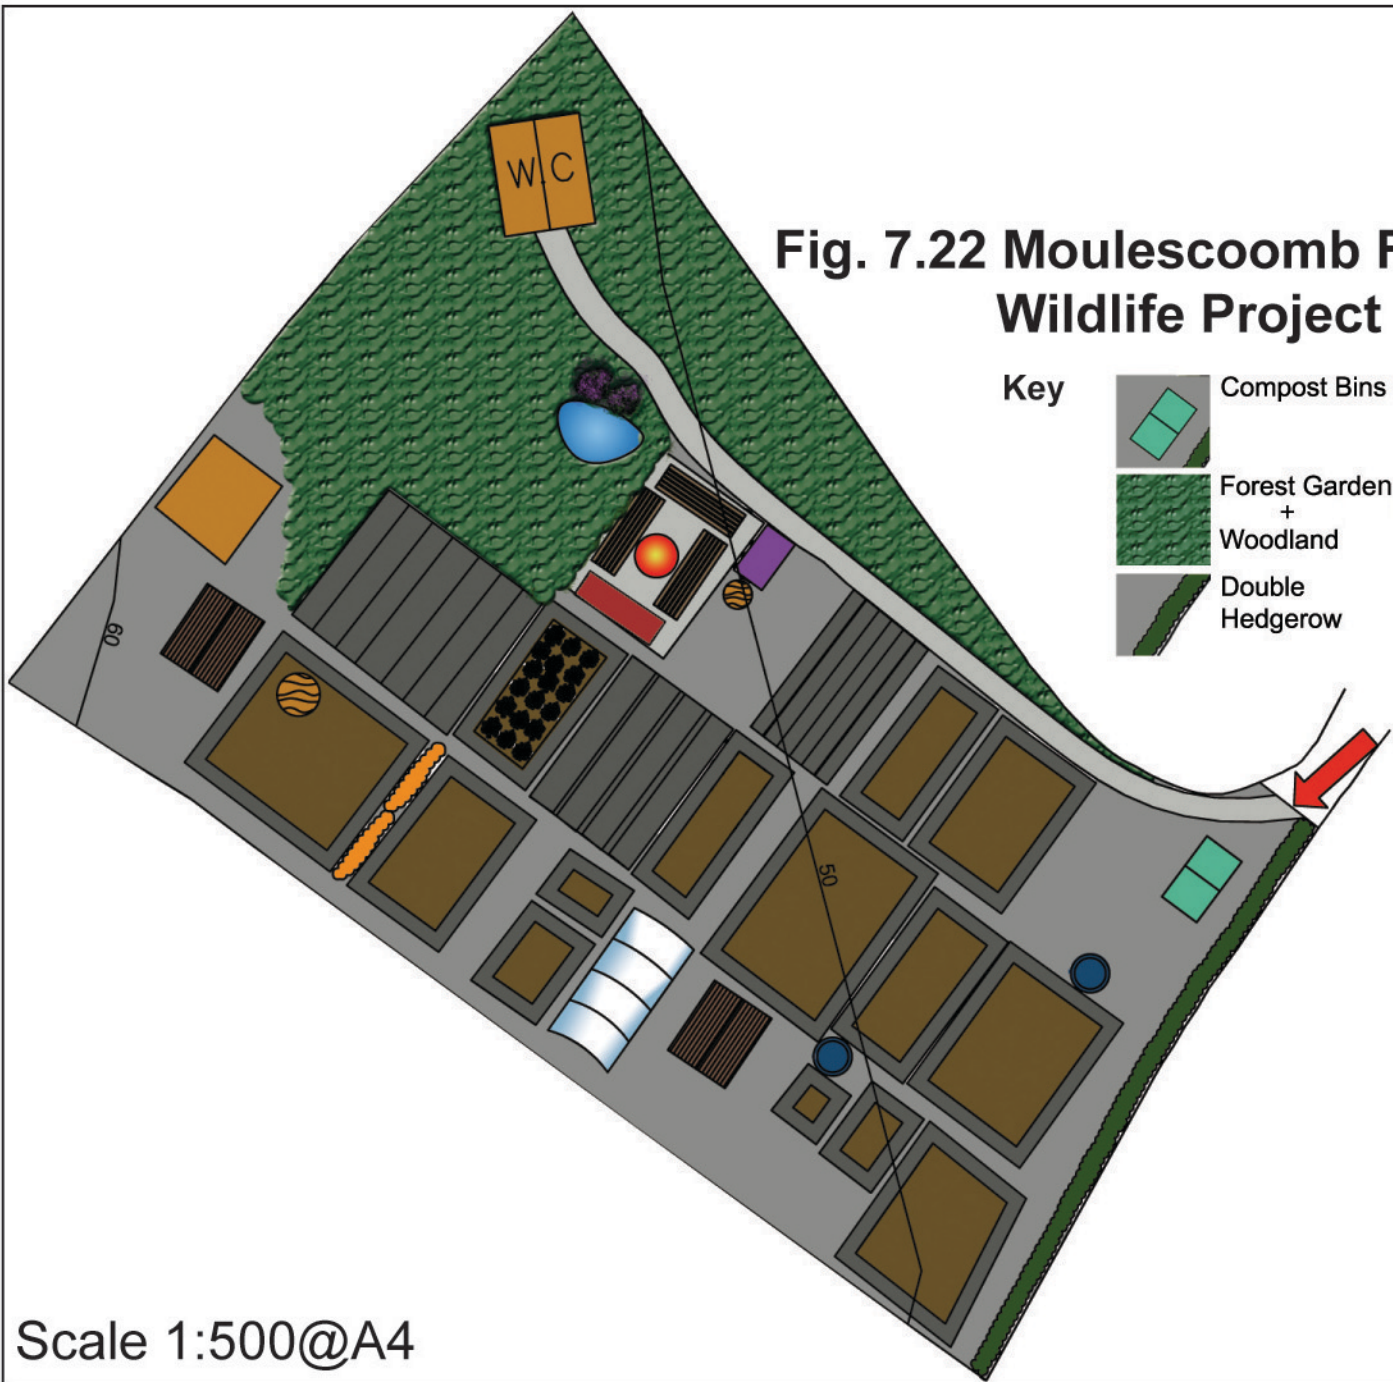 W.C
Fig. 7.22 Moulescoomb F
Wildlife Project
Key
Compost Bins
Forest Garden
+
Woodland
Double
Hedgerow
60
50
Scale 1:500@A4